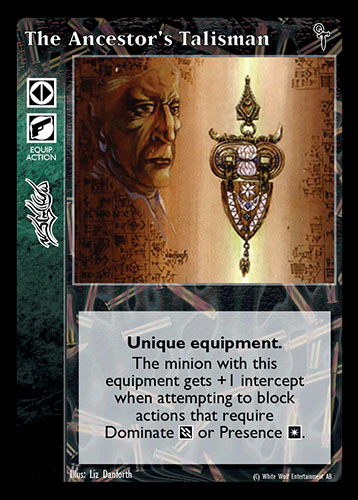 The Ancestor's Talisman
EQUIP
ACTION
Unique equipment.
The minion with this
equipment gets +1 intercept
when attempting to block
actions that require
Dominate or Presence .
Illus: Liz Danforth
(C) White Wolf Entertainment AB